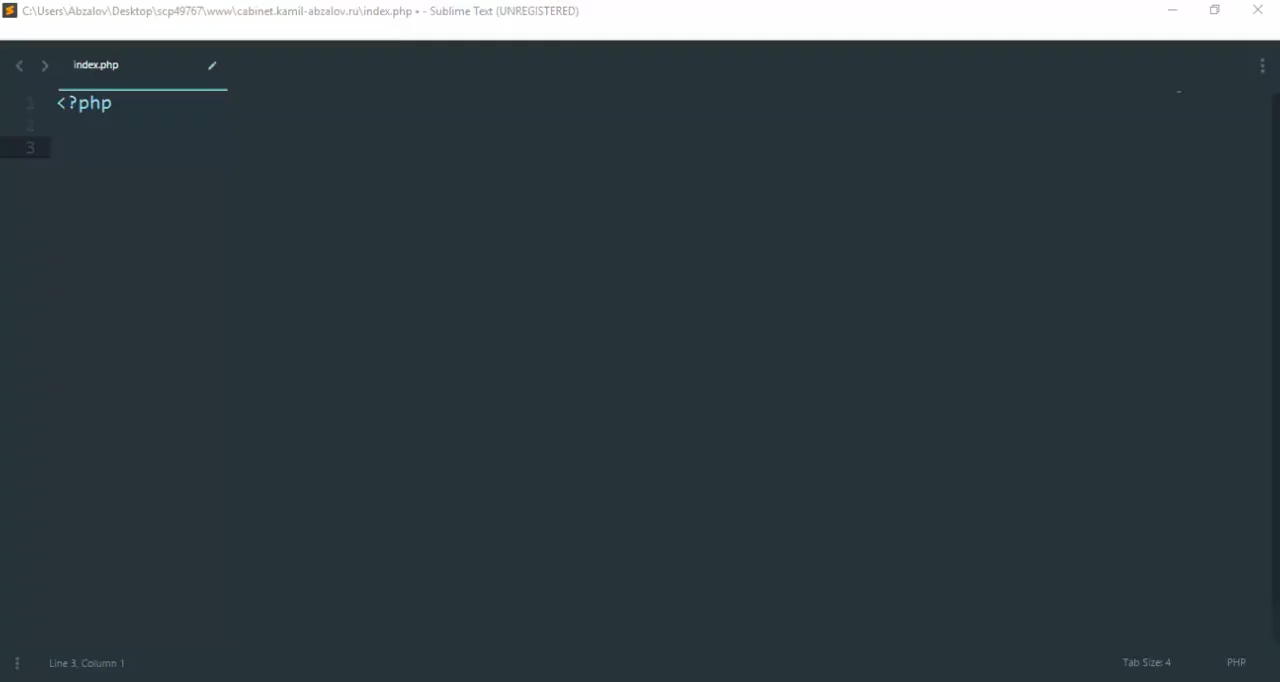 C:\Users\Abzalov\Desktop\scp49767\www\cabinet.kamil-abzalov.ru\index.php • - Sublime Text (UNREGISTERED)
index.php
1 <?php
2
3
Line 3, Column 1
Tab Size: 4
PHP